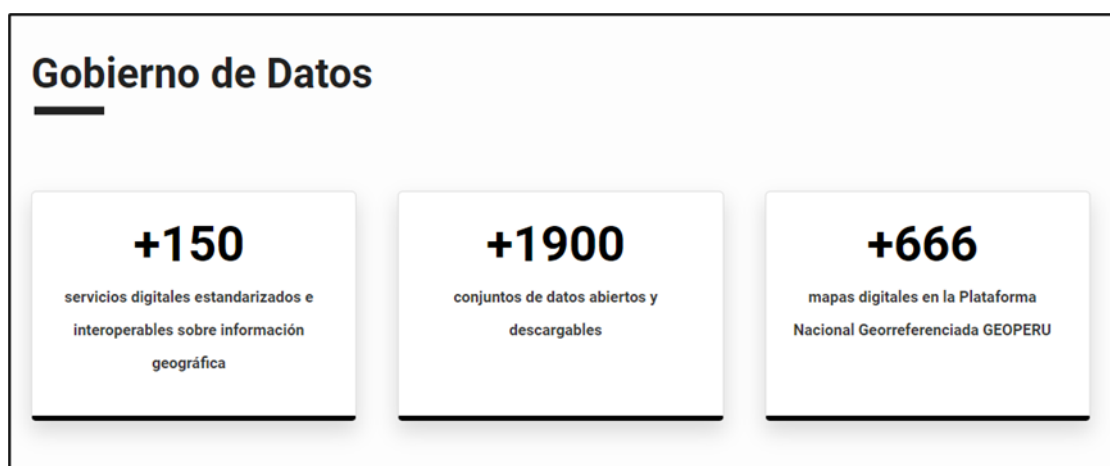 Gobierno de Datos
+150
servicios digitales estandarizados e
interoperables sobre información
geográfica
+1900
conjuntos de datos abiertos y
descargables
+666
mapas digitales en la Plataforma
Nacional Georreferenciada GEOPERU